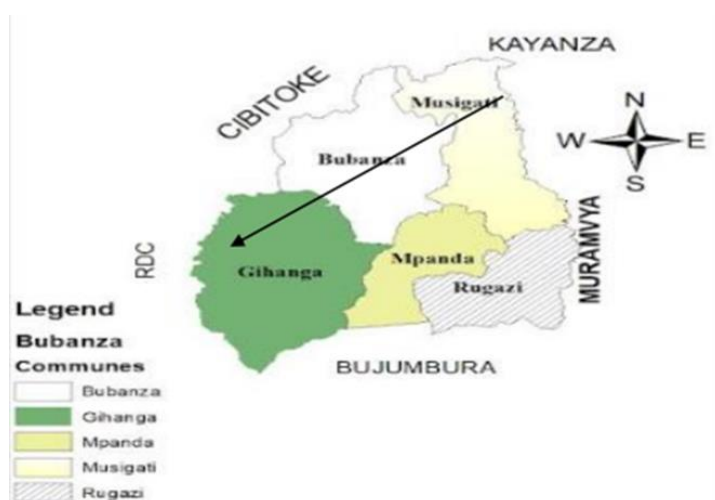 KAYANZA
CIBITOKE
Musigati
N
W
E
S
Bubanza
MURAMVYA
RDC
Gihanga
Mpanda
Rugazi
BUJUMBURA
Legend
Bubanza
Communes
Bubanza
Gihanga
Mpanda
Musigati
Rugazi